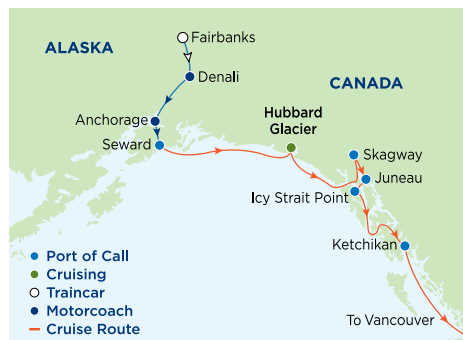 Fairbanks
ALASKA
Denali
CANADA
Hubbard
Glacier
Anchorage
Seward
Skagway
Juneau
Icy Strait Point
Ketchikan
Port of Call
Cruising
Traincar
Motorcoach
Cruise Route
To Vancouver